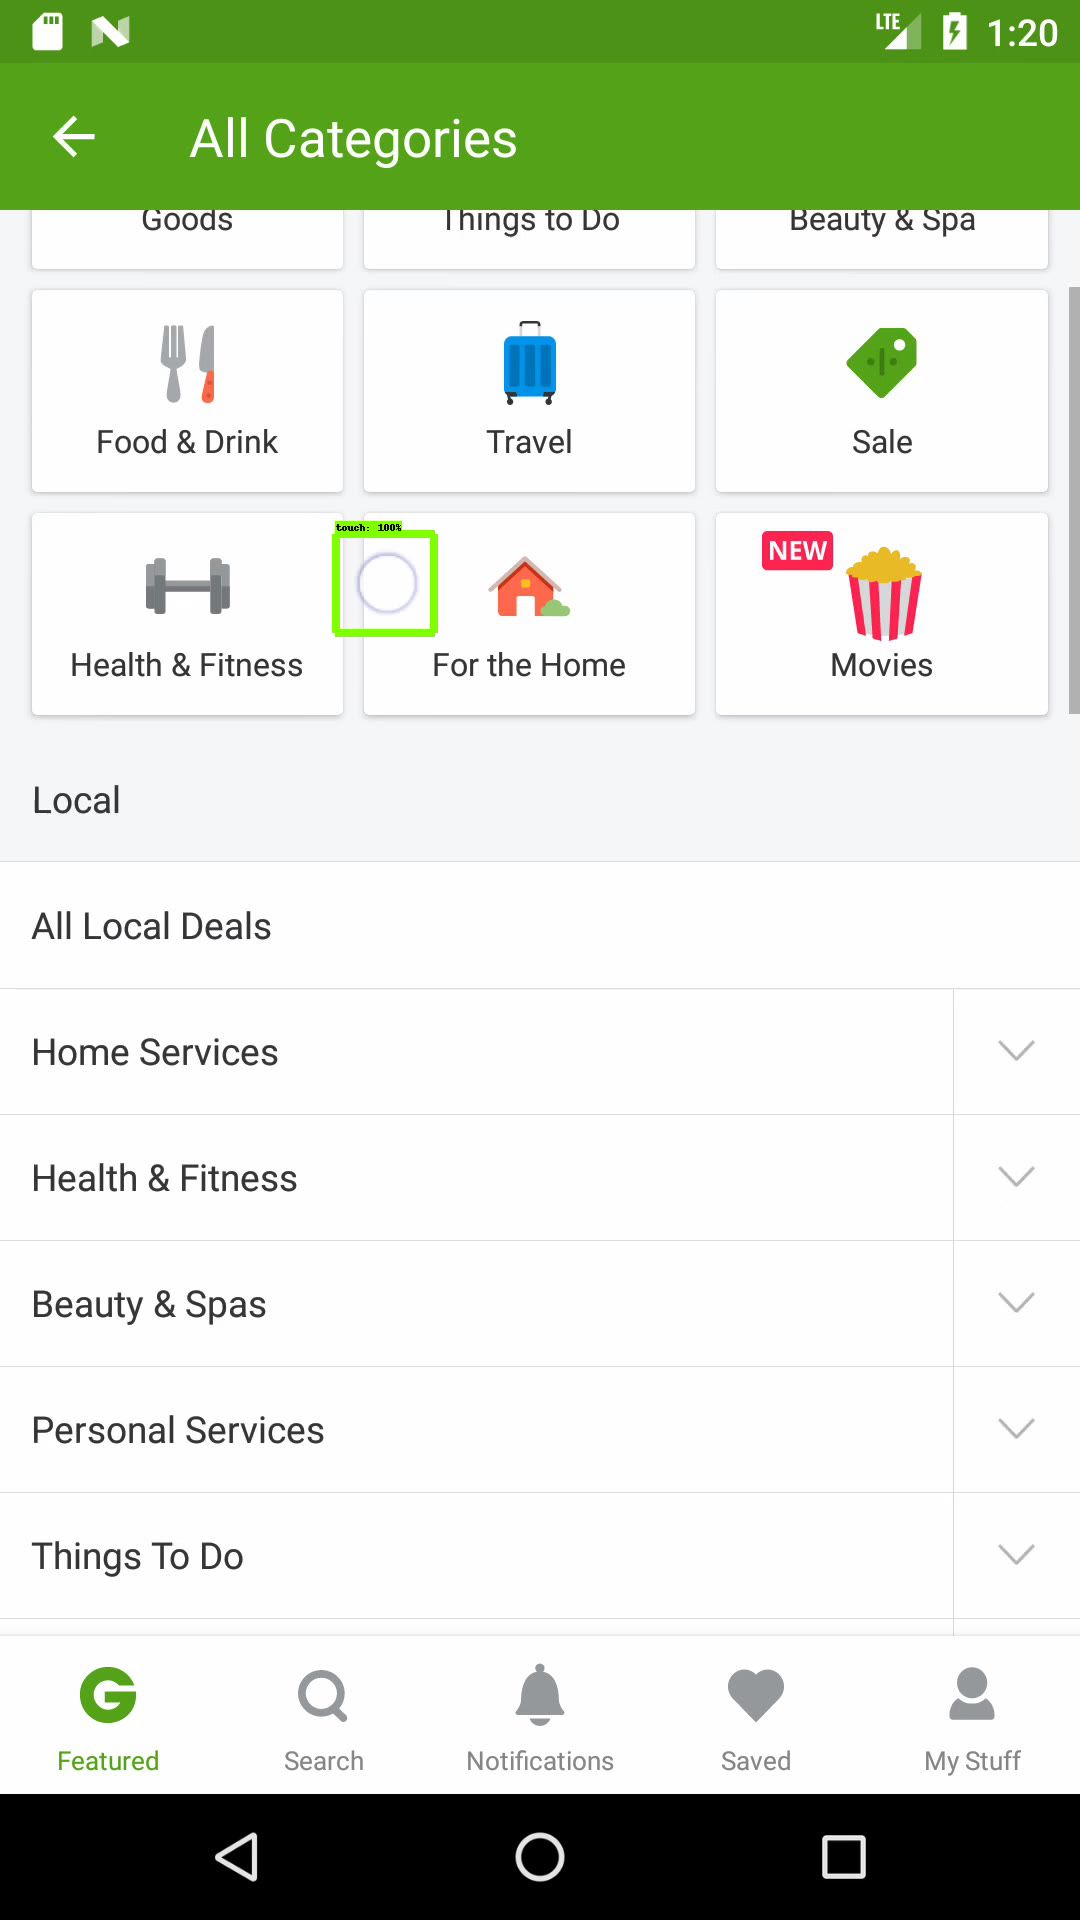 LTE 1:20
All Categories
Goods Things to Do Beauty & Spa
Food & Drink Travel Sale
touch: 100%
NEW
Health & Fitness For the Home Movies
Local
All Local Deals
Home Services
Health & Fitness
Beauty & Spas
Personal Services
Things To Do
Featured Search Notifications Saved My Stuff